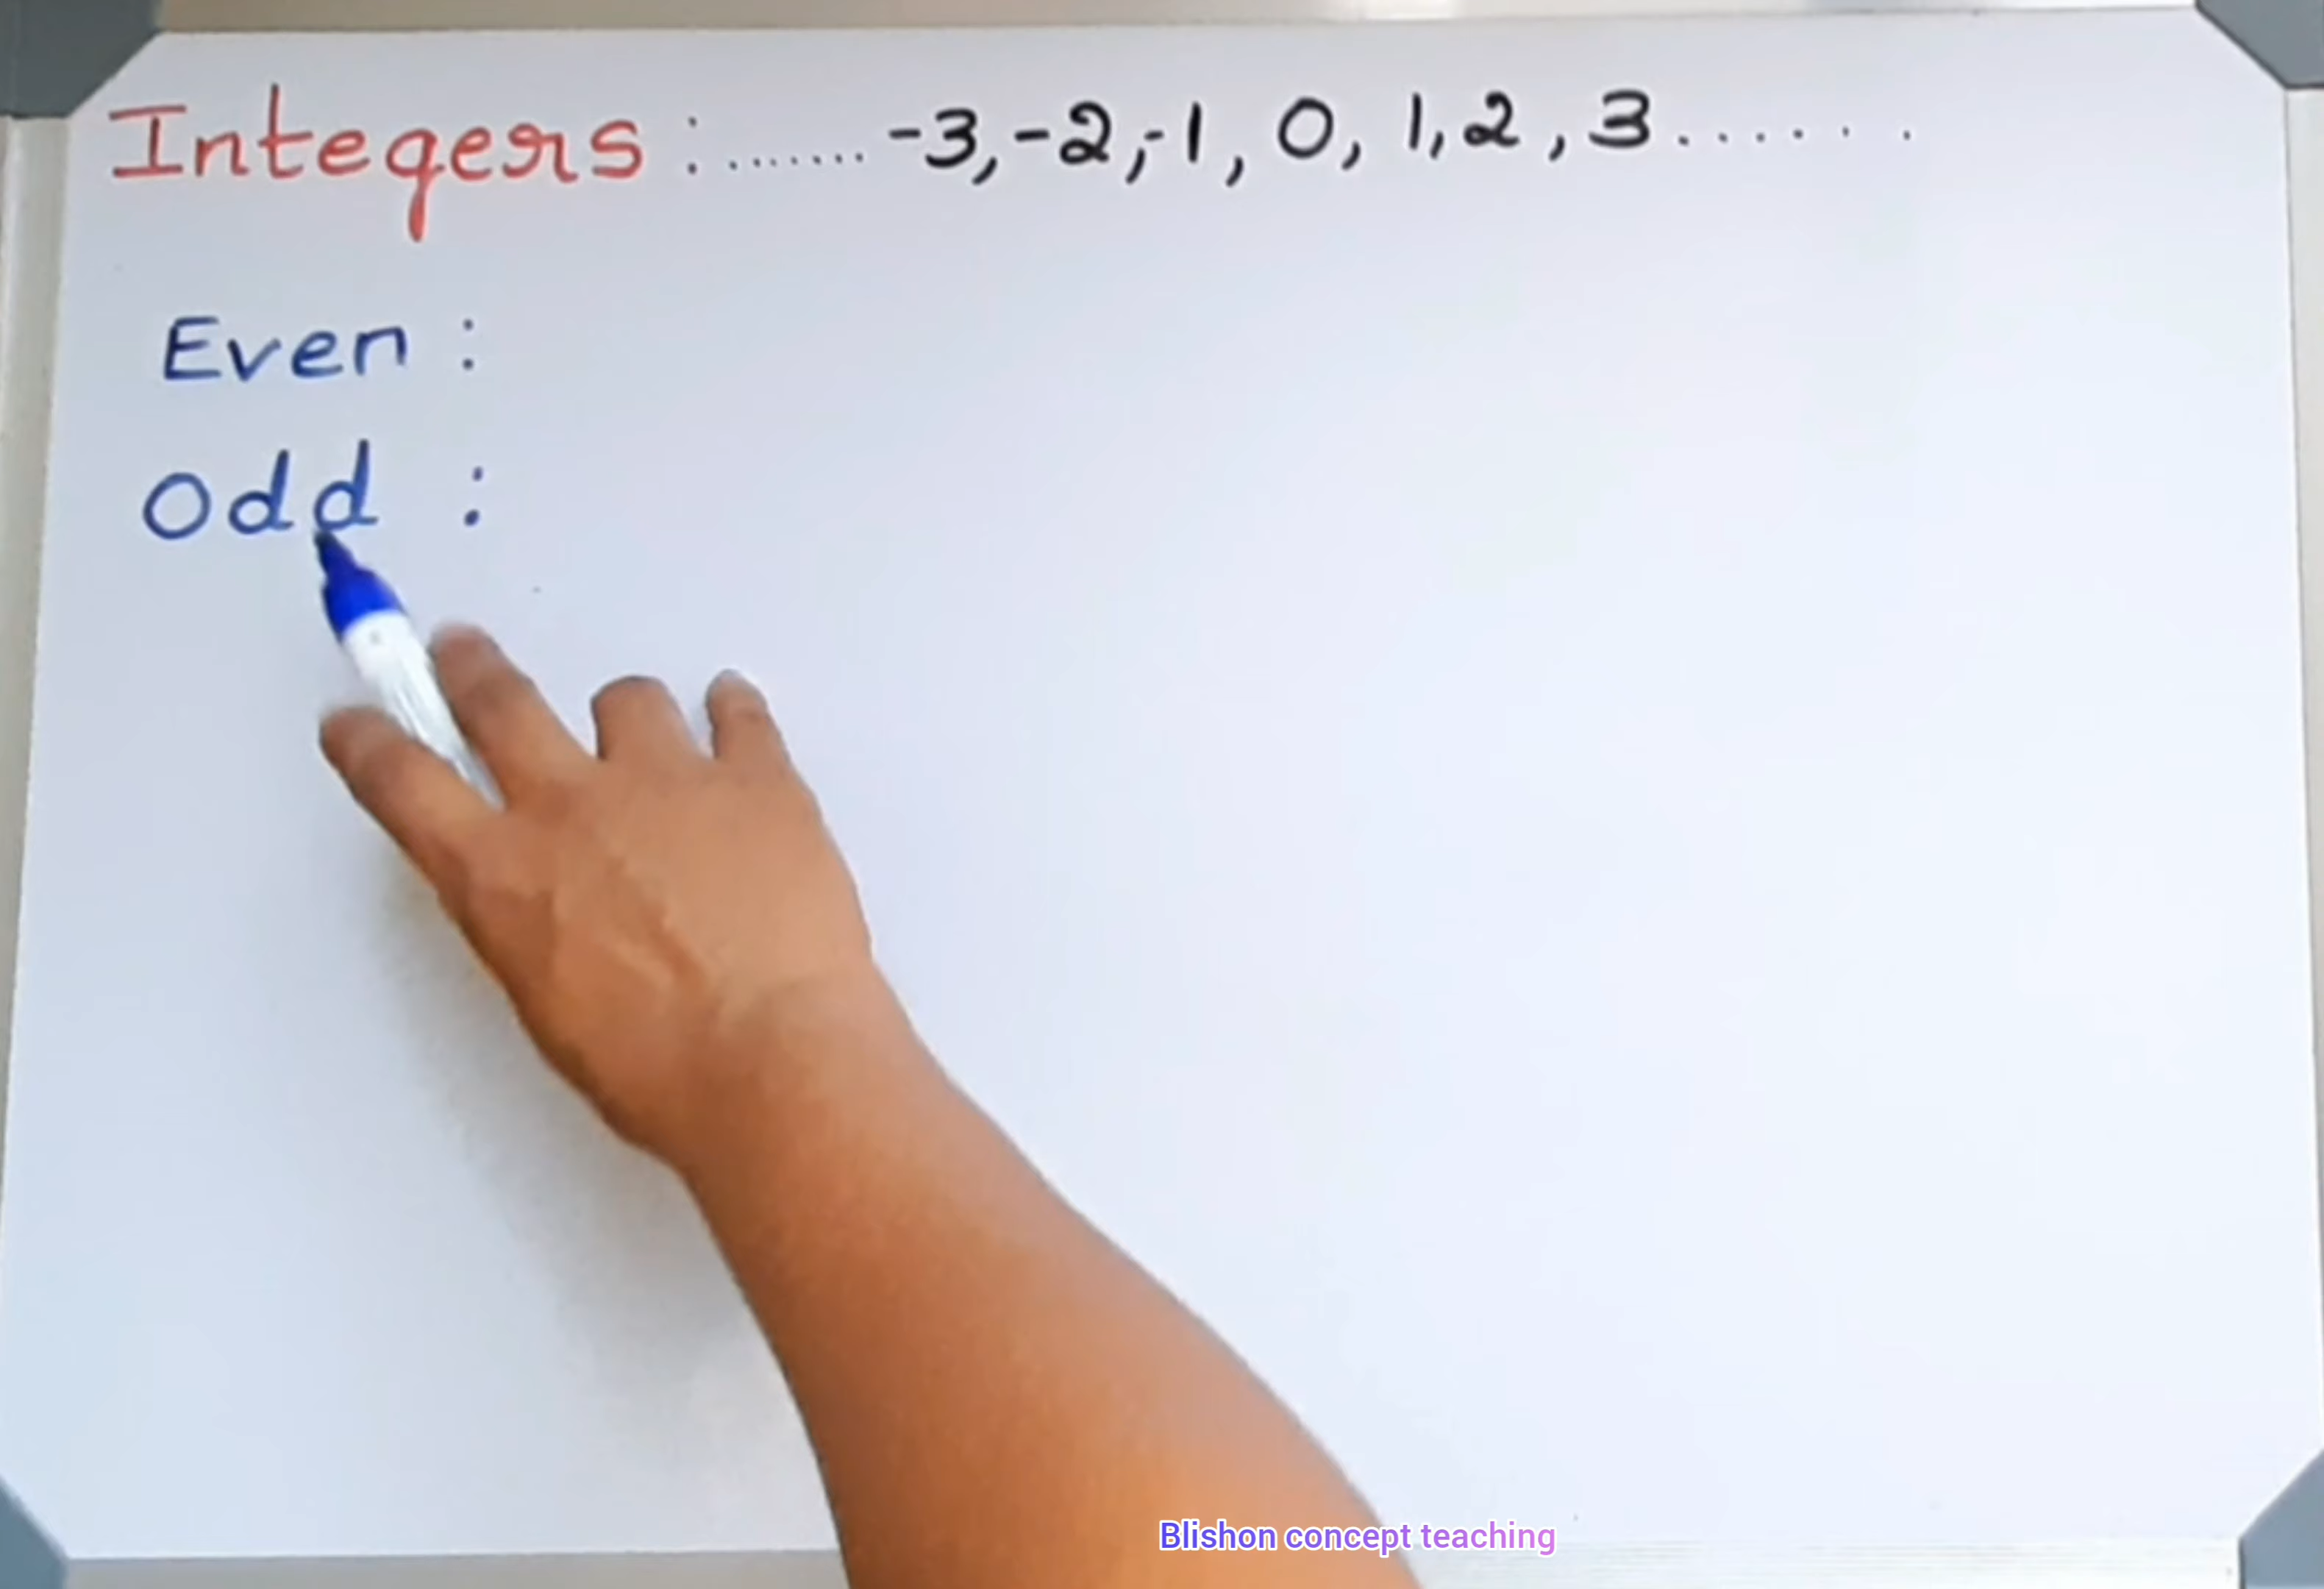 Integers : ....... -3, -2, -1, 0, 1, 2, 3 ......
Even :
Odd :
Blishon concept teaching